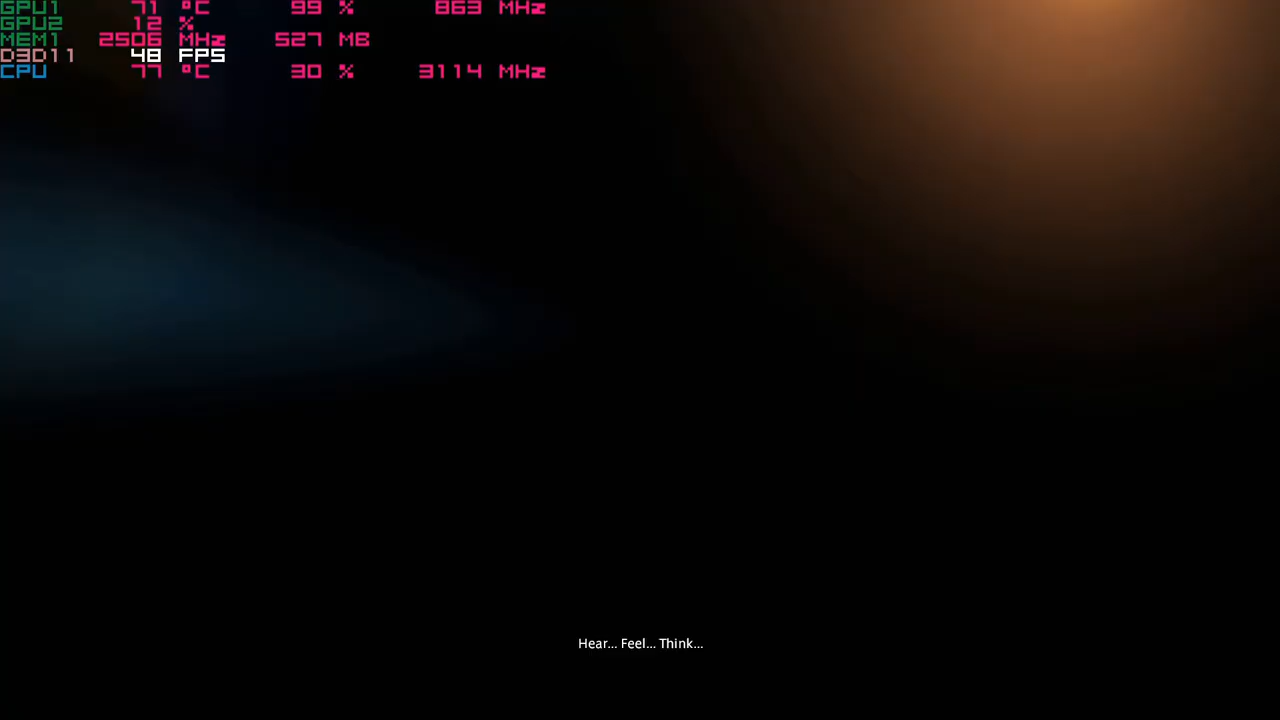 GPU1 71 °C 99 % 863 MHz
GPU2 12 %
MEM1 2506 MHz 527 MB
D3D11 48 FPS
CPU 77 °C 30 % 3114 MHz
Hear... Feel... Think...